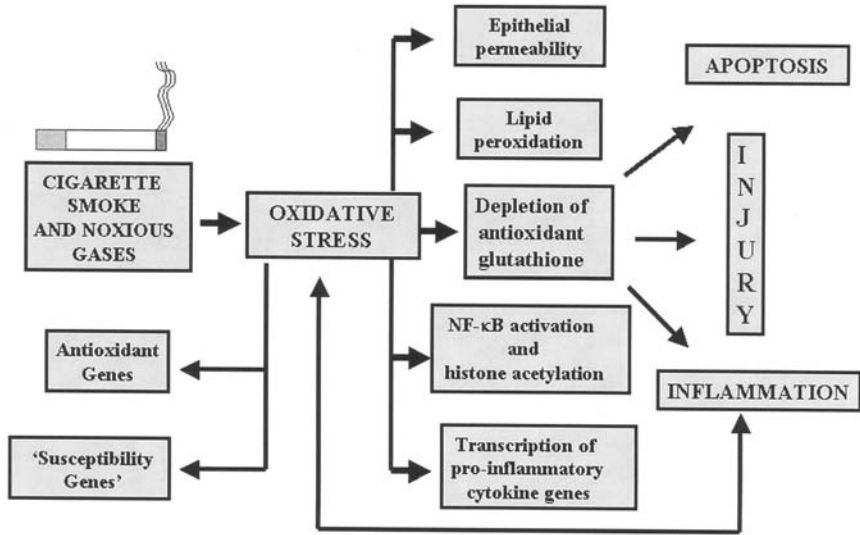 Epithelial
permeability
APOPTOSIS
Lipid
peroxidation
CIGARETTE
SMOKE
AND NOXIOUS
GASES
OXIDATIVE
STRESS
Depletion of
antioxidant
glutathione
INJURY
NF-κB activation
and
histone acetylation
Antioxidant
Genes
INFLAMMATION
'Susceptibility
Genes'
Transcription of
pro-inflammatory
cytokine genes